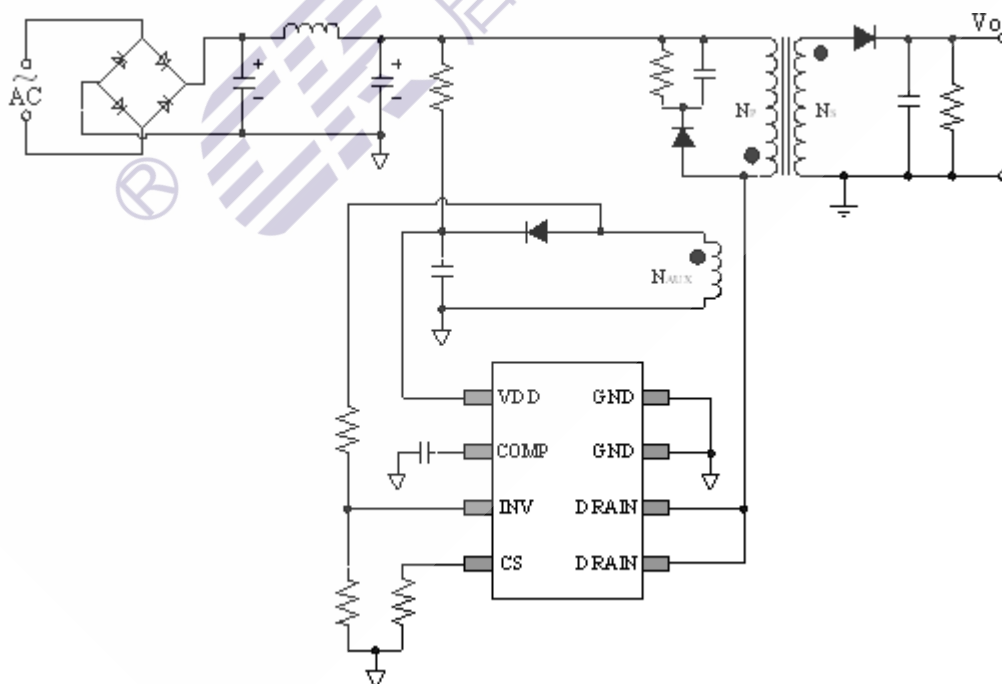 Vo
~
AC
NP
NS
®
NAUX
VDD
GND
COMP
GND
INV
DRAIN
CS
DRAIN